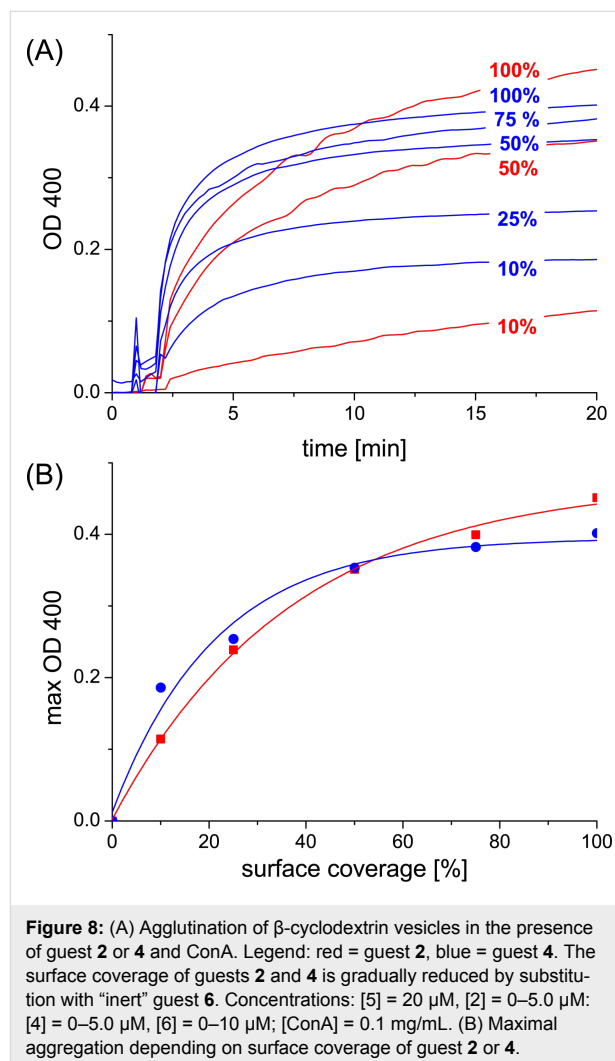 (A)
100%
100%
75 %
50%
50%
25%
10%
10%
0.4
0.2
0.0
OD 400
0 5 10 15 20
time [min]
(B)
0.4
0.2
0.0
max OD 400
0 20 40 60 80 100
surface coverage [%]
Figure 8: (A) Agglutination of β-cyclodextrin vesicles in the presence
of guest 2 or 4 and ConA. Legend: red = guest 2, blue = guest 4. The
surface coverage of guests 2 and 4 is gradually reduced by substitu-
tion with “inert” guest 6. Concentrations: [5] = 20 μM, [2] = 0–5.0 μM:
[4] = 0–5.0 μM, [6] = 0–10 μM; [ConA] = 0.1 mg/mL. (B) Maximal
aggregation depending on surface coverage of guest 2 or 4.